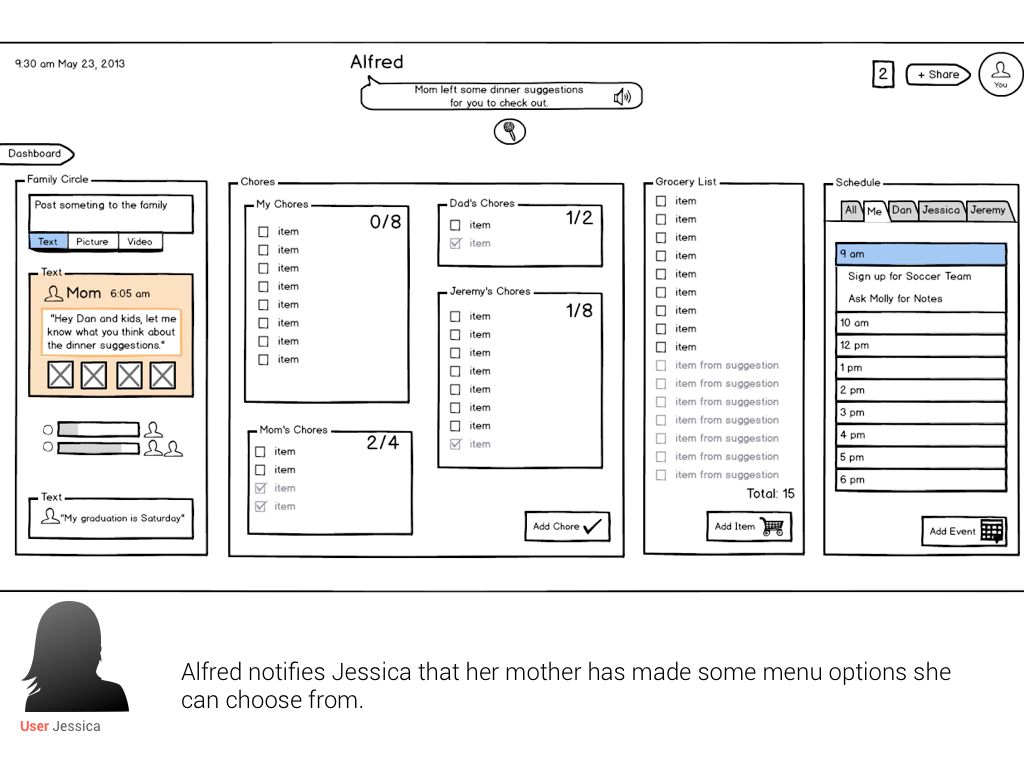 9:30 am May 23, 2013
Alfred
Mom left some dinner suggestions
for you to check out.
2
+ Share
You
Dashboard
Family Circle
Post someting to the family
Text
Picture
Video
Text
Mom 6:05 am
"Hey Dan and kids, let me
know what you think about
the dinner suggestions."
Text
"My graduation is Saturday"
Chores
My Chores
0/8
item
item
item
item
item
item
item
item
Mom's Chores
2/4
item
item
item
item
Dad's Chores
1/2
item
item
Jeremy's Chores
1/8
item
item
item
item
item
item
item
item
Add Chore
Grocery List
item
item
item
item
item
item
item
item
item
item from suggestion
item from suggestion
item from suggestion
item from suggestion
item from suggestion
item from suggestion
item from suggestion
Total: 15
Add Item
Schedule
All
Me
Dan
Jessica
Jeremy
9 am
Sign up for Soccer Team
Ask Molly for Notes
10 am
12 pm
1 pm
2 pm
3 pm
4 pm
5 pm
6 pm
Add Event
User Jessica
Alfred notifies Jessica that her mother has made some menu options she
can choose from.